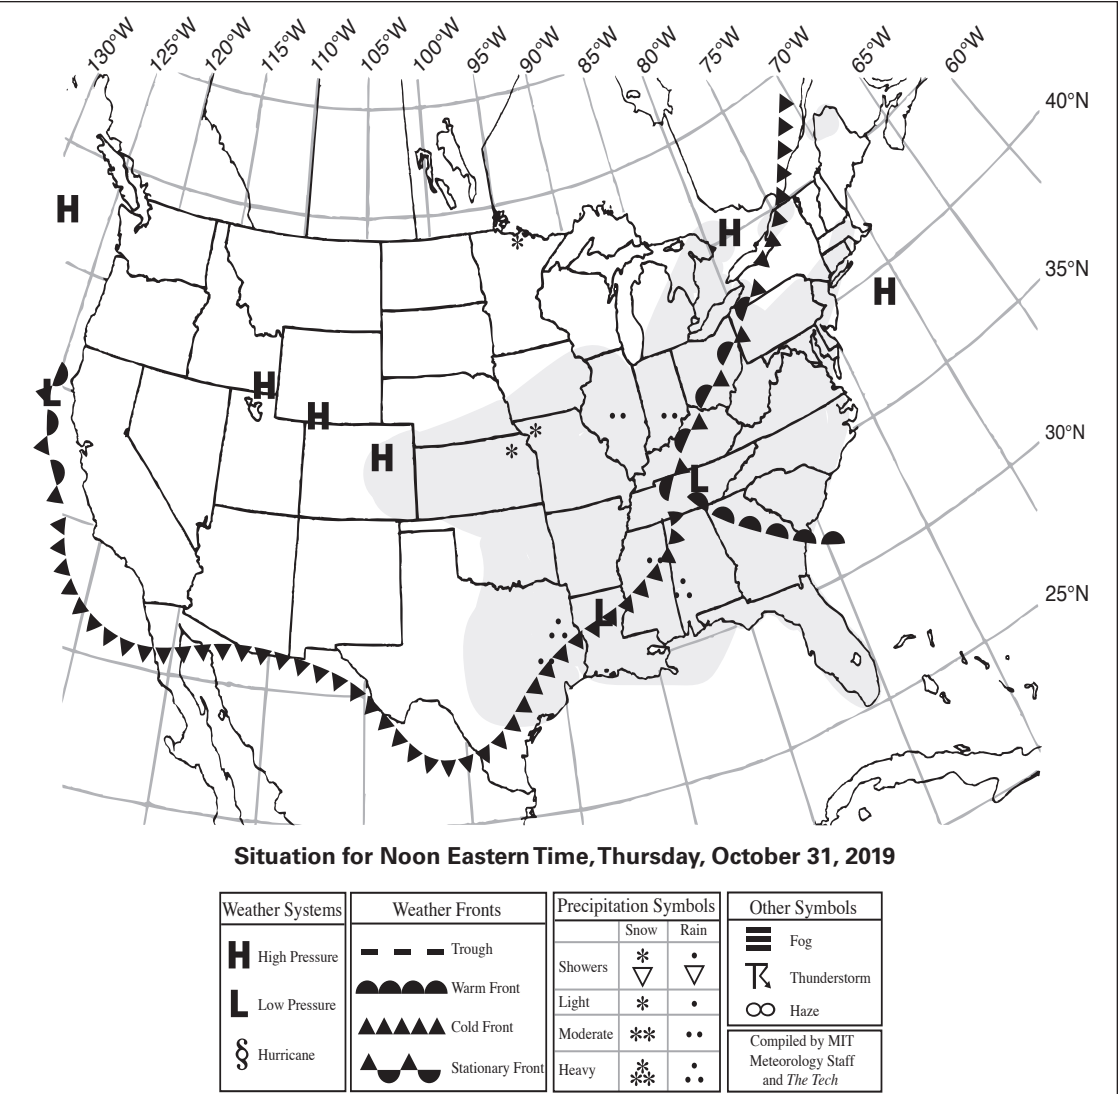 130°W 125°W 120°W 115°W 110°W 105°W 100°W 95°W 90°W 85°W 80°W 75°W 70°W 65°W 60°W
40°N
H
H
35°N
H
H
L
H
30°N
H
L
25°N
L
Situation for Noon Eastern Time, Thursday, October 31, 2019
Weather Systems
H High Pressure
L Low Pressure
§ Hurricane
Weather Fronts
Trough
Warm Front
Cold Front
Stationary Front
Precipitation Symbols
Snow Rain
Showers
Light
Moderate
Heavy
Other Symbols
Fog
Thunderstorm
Haze
Compiled by MIT
Meteorology Staff
and The Tech